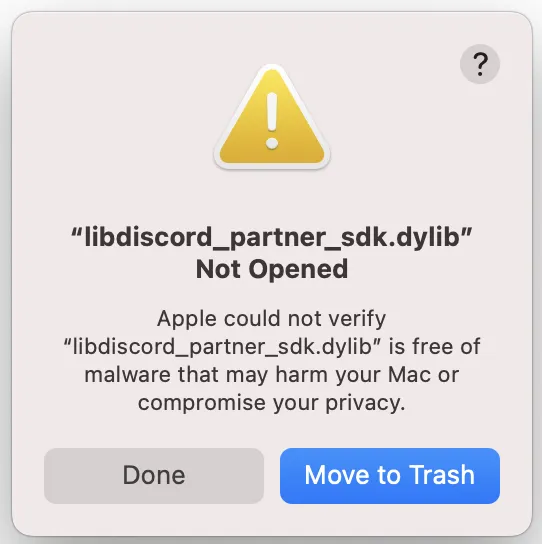 ?
“libdiscord_partner_sdk.dylib”
Not Opened
Apple could not verify
“libdiscord_partner_sdk.dylib” is free of
malware that may harm your Mac or
compromise your privacy.
Done
Move to Trash